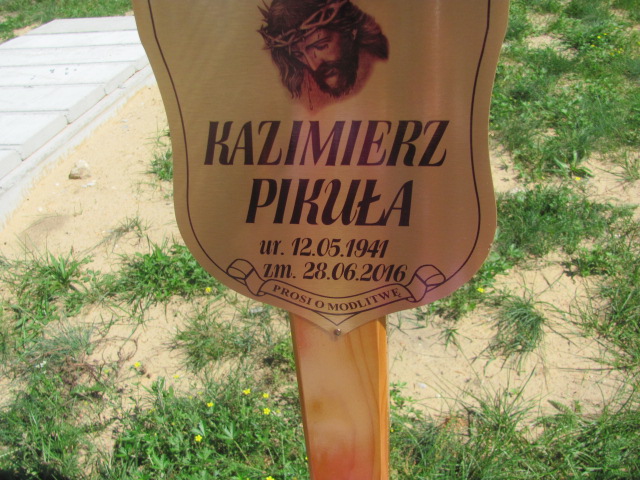 KAZIMIERZ
PIKUŁA
ur. 12.05.1941
zm. 28.06.2016
PROSI O MODLITWĘ